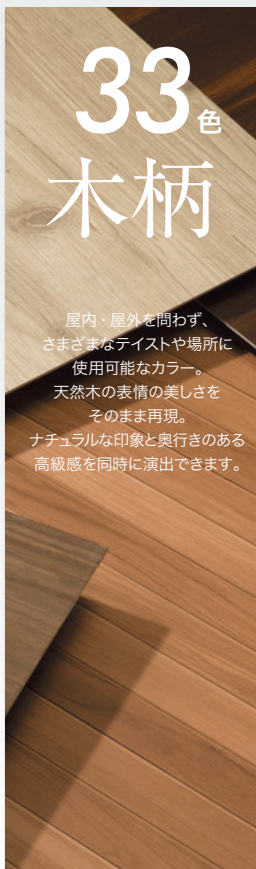 33色
木柄
屋内・屋外を問わず、
さまざまなテイストや場所に
使用可能なカラー。
天然木の表情の美しさを
そのまま再現。
ナチュラルな印象と奥行きのある
高級感を同時に演出できます。